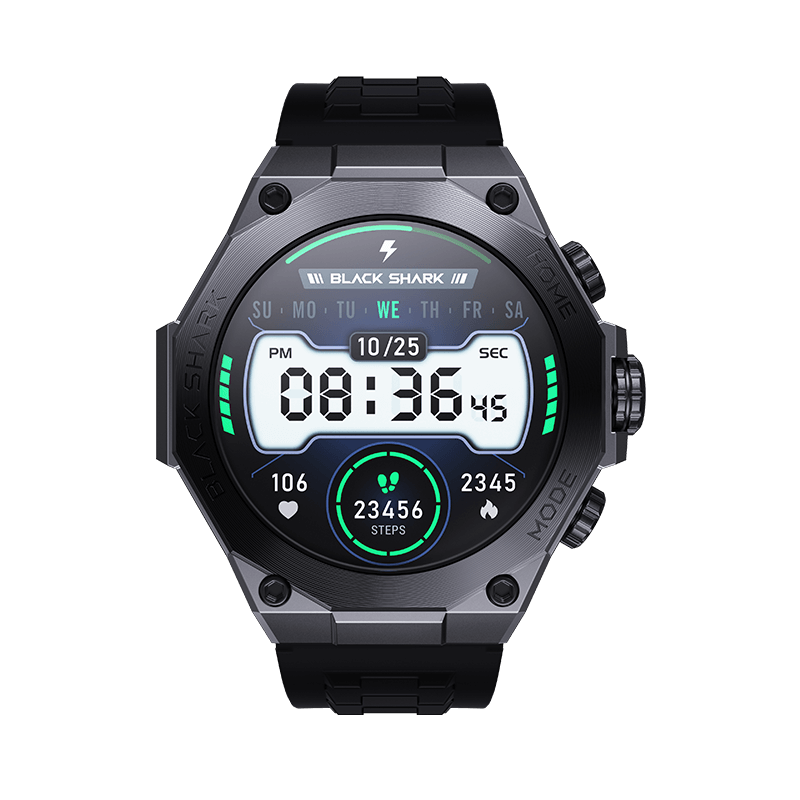 BLACK SHARK
SU MO TU WE TH FR SA
PM 10/25 SEC
08:36 45
106 2345
23456
STEPS
BLACK SHARK
HOME
MODE